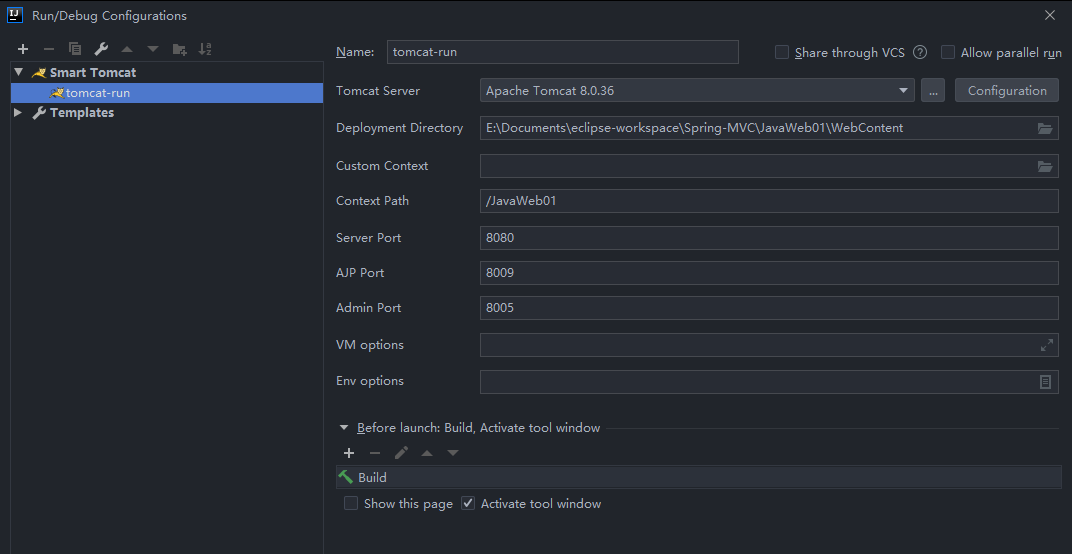 Run/Debug Configurations
Smart Tomcat
tomcat-run
Templates
Name: tomcat-run Share through VCS ? Allow parallel run
Tomcat Server Apache Tomcat 8.0.36 ... Configuration
Deployment Directory E:\Documents\eclipse-workspace\Spring-MVC\JavaWeb01\WebContent
Custom Context
Context Path /JavaWeb01
Server Port 8080
AJP Port 8009
Admin Port 8005
VM options
Env options
Before launch: Build, Activate tool window
Build
Show this page Activate tool window